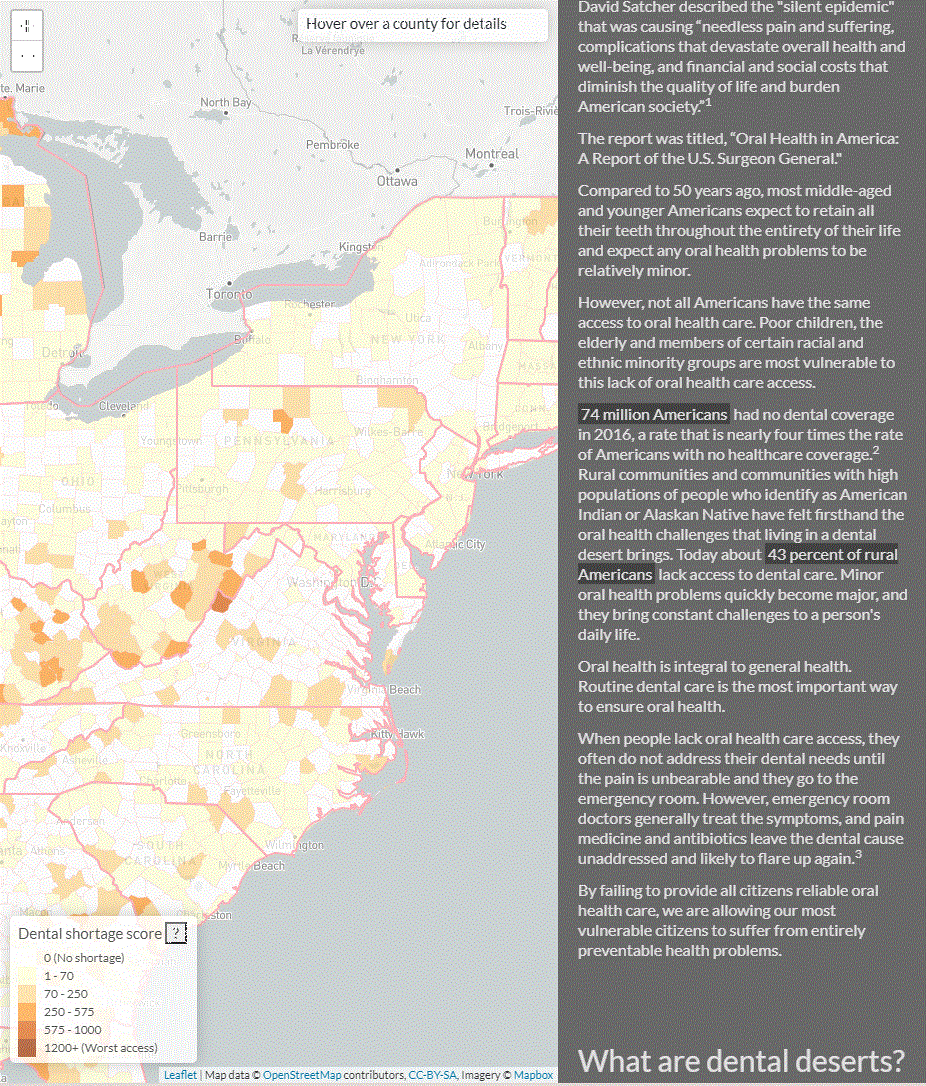 Hover over a county for details
La Vérendrye
te. Marie
North Bay
Trois-Riviè
Pembroke
Montreal
Ottawa
Burlington
Barrie
Kingst
VERMONT
Adirondack Park
Toronto
Rochester
Utica
Buffalo
NEW YORK
Albany
Detroit
MASSA
Binghamton
Toledo
Cleveland
CONN
Wilkes-Barre
Bridgeport
Youngstown
PENNSYLVANIA
New York
OHIO
Pittsburgh
Harrisburg
Columbus
ayton
MARYLAND
Atlantic City
nati
WEST
Washington D.
VIRGINIA
Virginia Beach
Kitty Hawk
Greensboro
Knoxville
NORTH
Asheville
CAROLINA
Charlotte
Fayetteville
Anderson
Wilmington
SOUTH
anta Athens
CAROLINA
Myrtle Beach
Macon
Charleston
Dental shortage score ?
0 (No shortage)
1 - 70
70 - 250
250 - 575
575 - 1000
1200+ (Worst access)
Leaflet | Map data © OpenStreetMap contributors, CC-BY-SA, Imagery © Mapbox
David Satcher described the "silent epidemic"
that was causing “needless pain and suffering,
complications that devastate overall health and
well-being, and financial and social costs that
diminish the quality of life and burden
American society.”1
The report was titled, “Oral Health in America:
A Report of the U.S. Surgeon General.”
Compared to 50 years ago, most middle-aged
and younger Americans expect to retain all
their teeth throughout the entirety of their life
and expect any oral health problems to be
relatively minor.
However, not all Americans have the same
access to oral health care. Poor children, the
elderly and members of certain racial and
ethnic minority groups are most vulnerable to
this lack of oral health care access.
74 million Americans had no dental coverage
in 2016, a rate that is nearly four times the rate
of Americans with no healthcare coverage.2
Rural communities and communities with high
populations of people who identify as American
Indian or Alaskan Native have felt firsthand the
oral health challenges that living in a dental
desert brings. Today about 43 percent of rural
Americans lack access to dental care. Minor
oral health problems quickly become major, and
they bring constant challenges to a person's
daily life.
Oral health is integral to general health.
Routine dental care is the most important way
to ensure oral health.
When people lack oral health care access, they
often do not address their dental needs until
the pain is unbearable and they go to the
emergency room. However, emergency room
doctors generally treat the symptoms, and pain
medicine and antibiotics leave the dental cause
unaddressed and likely to flare up again.3
By failing to provide all citizens reliable oral
health care, we are allowing our most
vulnerable citizens to suffer from entirely
preventable health problems.
What are dental deserts?